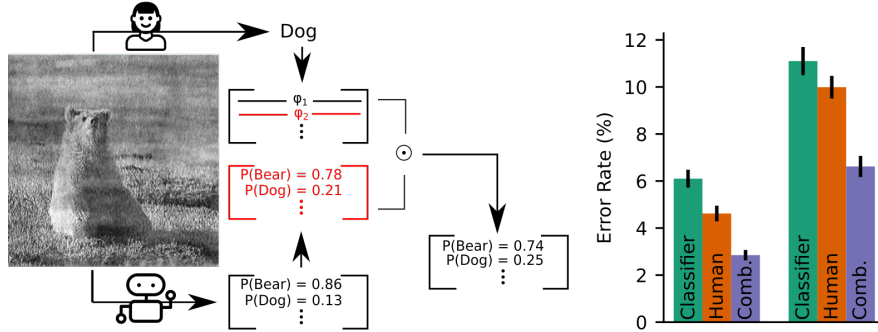 Dog
φ₁
φ₂
⋮
P(Bear) = 0.78
P(Dog) = 0.21
⋮
P(Bear) = 0.86
P(Dog) = 0.13
⋮
⊙
P(Bear) = 0.74
P(Dog) = 0.25
⋮
Error Rate (%)
12
10
8
6
4
2
0
Classifier
Human
Comb.
Classifier
Human
Comb.